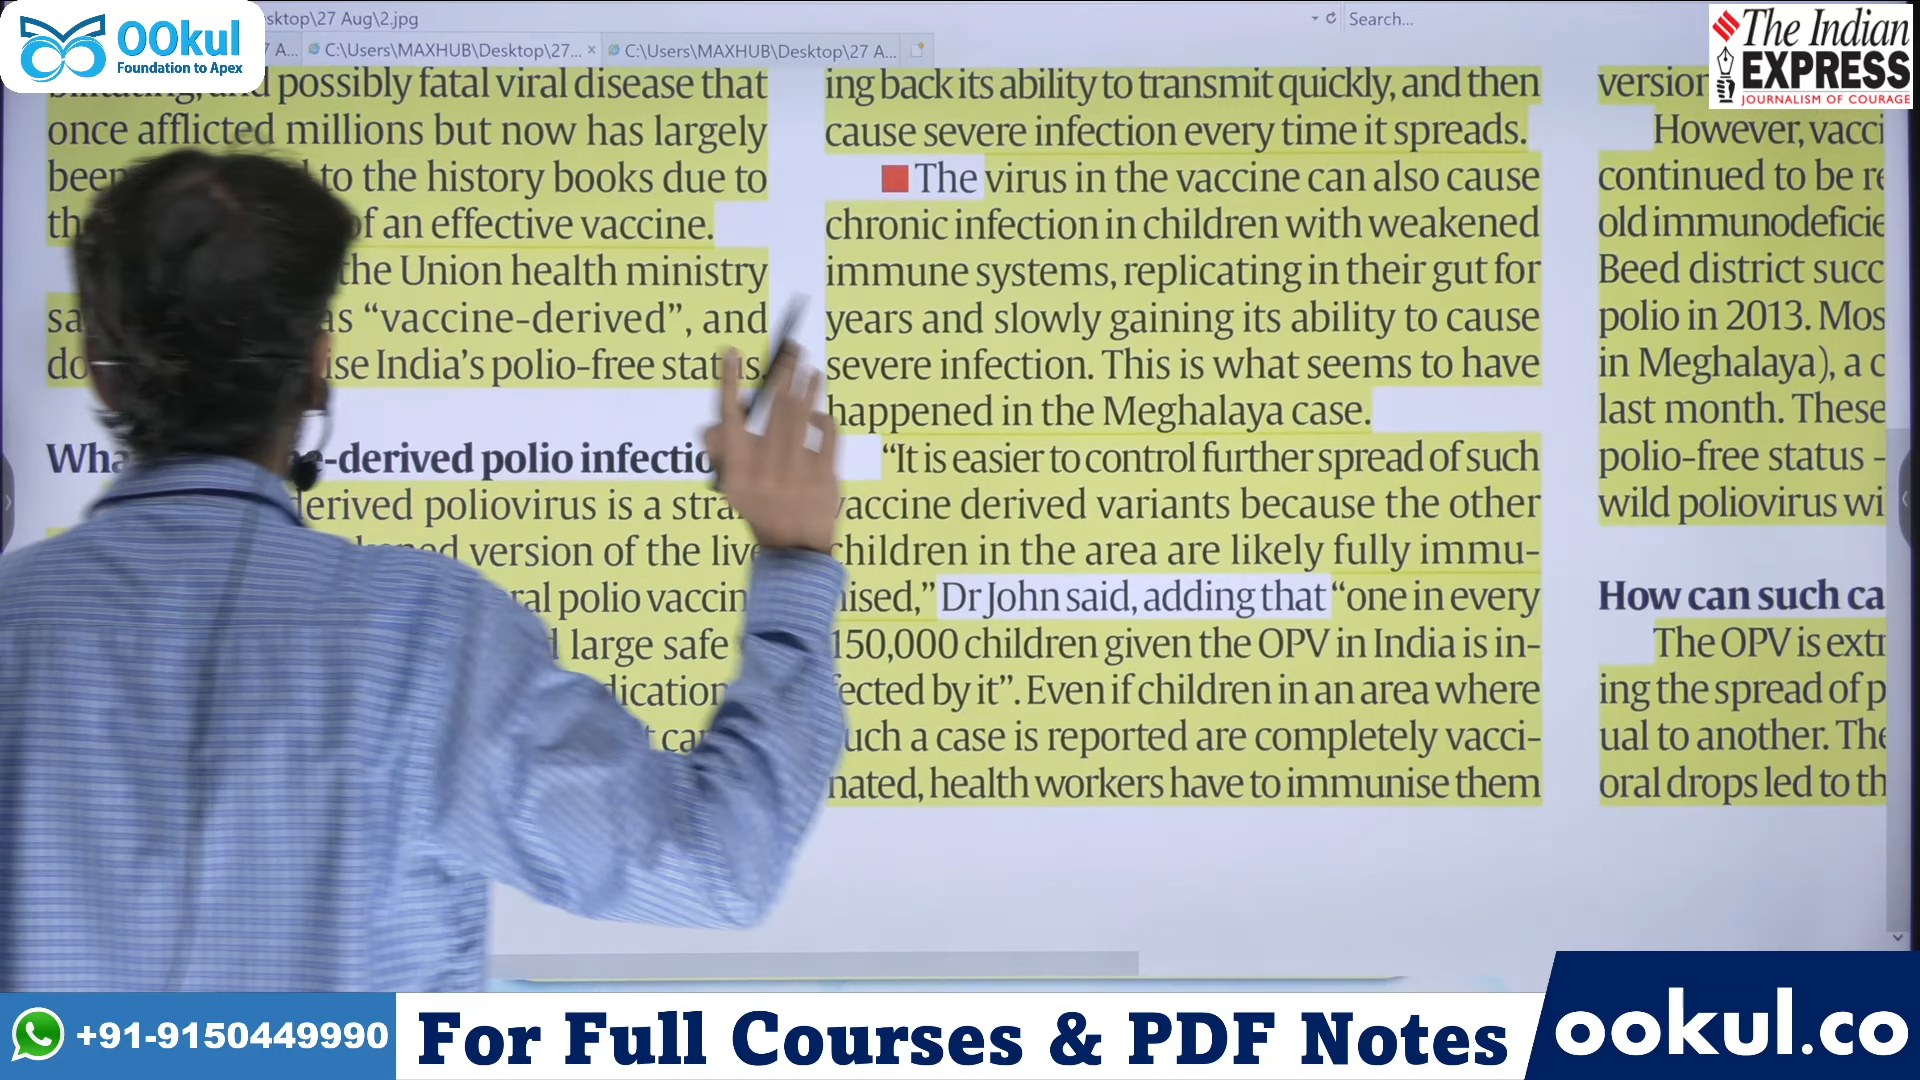 OOkul
Foundation to Apex
sktop\27 Aug\2.jpg
Search...
The Indian
EXPRESS
JOURNALISM OF COURAGE
7 A...
C:\Users\MAXHUB\Desktop\27... ×
C:\Users\MAXHUB\Desktop\27 A...
possibly fatal viral disease that
once afflicted millions but now has largely
to the history books due to
of an effective vaccine.
the Union health ministry
as “vaccine-derived”, and
India’s polio-free status.
-derived polio infectio
derived poliovirus is a
version of the live
polio vaccin
large safe
ing back its ability to transmit quickly, and then
cause severe infection every time it spreads.
The virus in the vaccine can also cause
chronic infection in children with weakened
immune systems, replicating in their gut for
years and slowly gaining its ability to cause
severe infection. This is what seems to have
happened in the Meghalaya case.
“It is easier to control further spread of such
vaccine derived variants because the other
children in the area are likely fully immu-
nised,” Dr John said, adding that “one in every
150,000 children given the OPV in India is in-
fected by it”. Even if children in an area where
such a case is reported are completely vacci-
nated, health workers have to immunise them
version
However, vacci
continued to be re
old immunodeficie
Beed district succ
polio in 2013. Mos
in Meghalaya), a c
last month. These
polio-free status –
wild poliovirus wi
How can such ca
The OPV is extr
ing the spread of p
ual to another. The
oral drops led to th
+91-9150449990
For Full Courses & PDF Notes
ookul.co